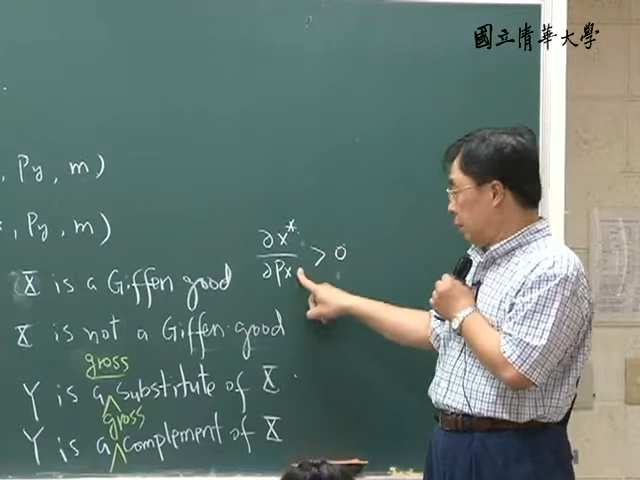 國立清華大學
, Py, m)
, Py, m)
X is a Giffen good ∂x*/∂Px > 0
X is not a Giffen good
gross
Y is a substitute of X
gross
Y is a complement of X